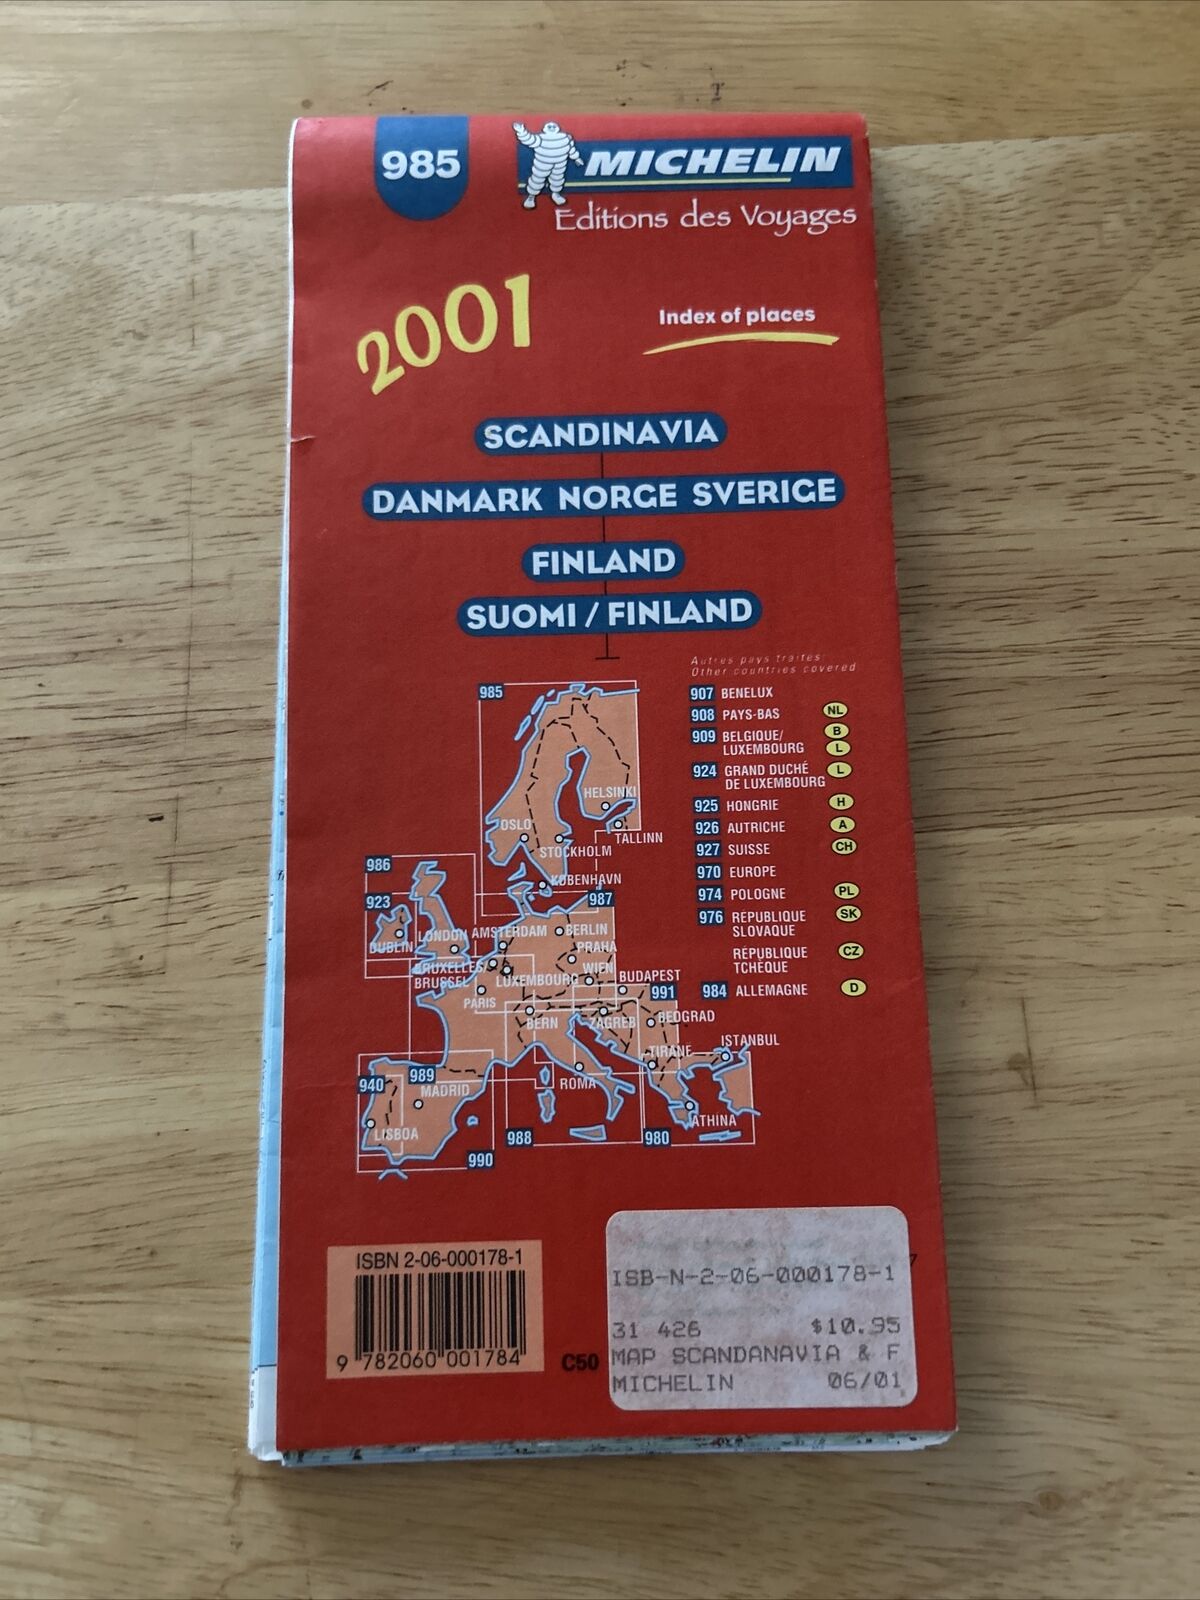 985
MICHELIN
Editions des Voyages
2001
Index of places
SCANDINAVIA
DANMARK NORGE SVERIGE
FINLAND
SUOMI / FINLAND
Autres pays traités:
Other countries covered
907 BENELUX
908 PAYS-BAS NL
909 BELGIQUE/ B
LUXEMBOURG L
924 GRAND DUCHÉ L
DE LUXEMBOURG
925 HONGRIE H
926 AUTRICHE A
927 SUISSE CH
970 EUROPE
974 POLOGNE PL
976 RÉPUBLIQUE SK
SLOVAQUE
RÉPUBLIQUE CZ
TCHÈQUE
984 ALLEMAGNE D
985
HELSINKI
OSLO
TALLINN
STOCKHOLM
986
KØBENHAVN
923
987
DUBLIN
LONDON
AMSTERDAM
BERLIN
PRAHA
BRUXELLES/
BRUSSEL
LUXEMBOURG
WIEN
BUDAPEST
PARIS
991
BERN
ZAGREB
BEOGRAD
TIRANE
ISTANBUL
940
989
MADRID
ROMA
LISBOA
ATHÍNA
988
980
990
ISBN 2-06-000178-1
9 782060 001784
C50
7
ISB-N-2-06-000178-1
31 426 $10.95
MAP SCANDANAVIA & F
MICHELIN 06/01